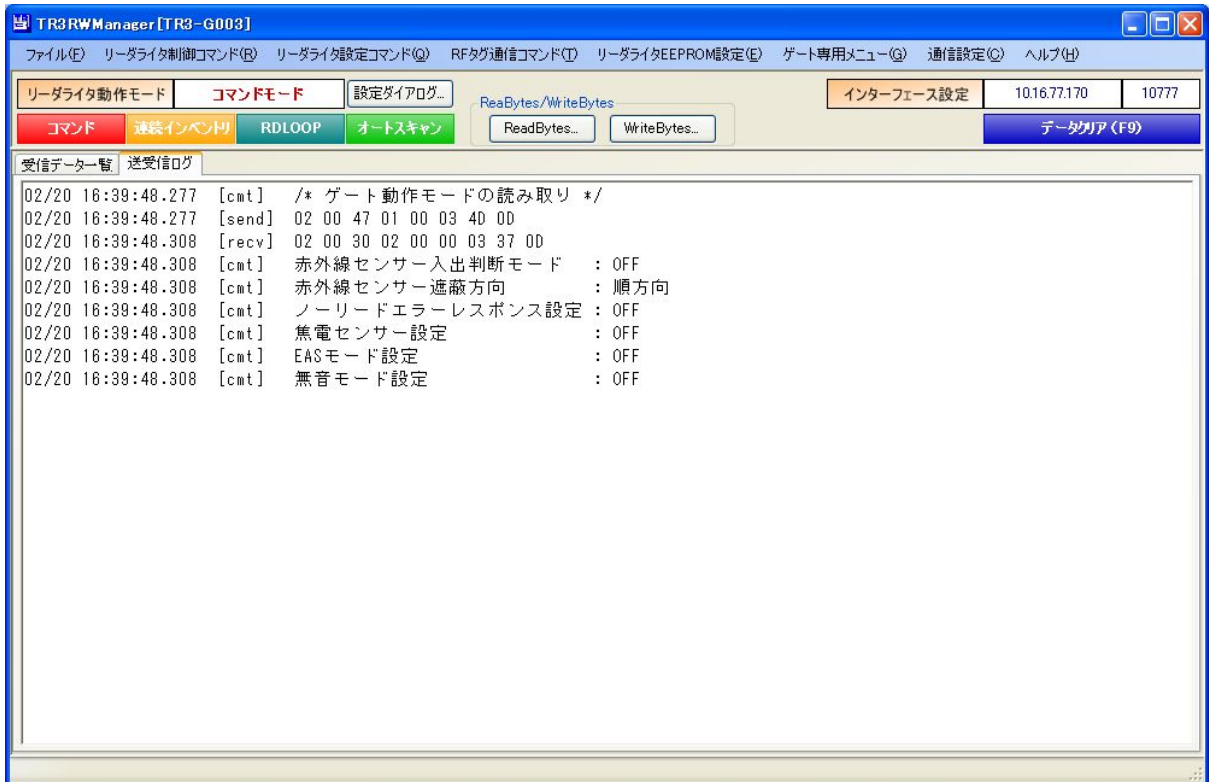 TR3RWManager[TR3-G003]
ファイル(F) リーダライタ制御コマンド(R) リーダライタ設定コマンド(Q) RFタグ通信コマンド(T) リーダライタEEPROM設定(E) ゲート専用メニュー(G) 通信設定(C) ヘルプ(H)
リーダライタ動作モード コマンドモード 設定ダイアログ... ReaBytes/WriteBytes インターフェース設定 10.16.77.170 10777
コマンド 連続インベントリ RDLOOP オートスキャン ReadBytes... WriteBytes... データクリア(F9)
受信データ一覧 送受信ログ
02/20 16:39:48.277 [cmt] /* ゲート動作モードの読み取り */
02/20 16:39:48.277 [send] 02 00 47 01 00 03 4D 0D
02/20 16:39:48.308 [recv] 02 00 30 02 00 00 03 37 0D
02/20 16:39:48.308 [cmt] 赤外線センサー入出判断モード : OFF
02/20 16:39:48.308 [cmt] 赤外線センサー遮蔽方向 : 順方向
02/20 16:39:48.308 [cmt] ノーリードエラーレスポンス設定 : OFF
02/20 16:39:48.308 [cmt] 焦電センサー設定 : OFF
02/20 16:39:48.308 [cmt] EASモード設定 : OFF
02/20 16:39:48.308 [cmt] 無音モード設定 : OFF